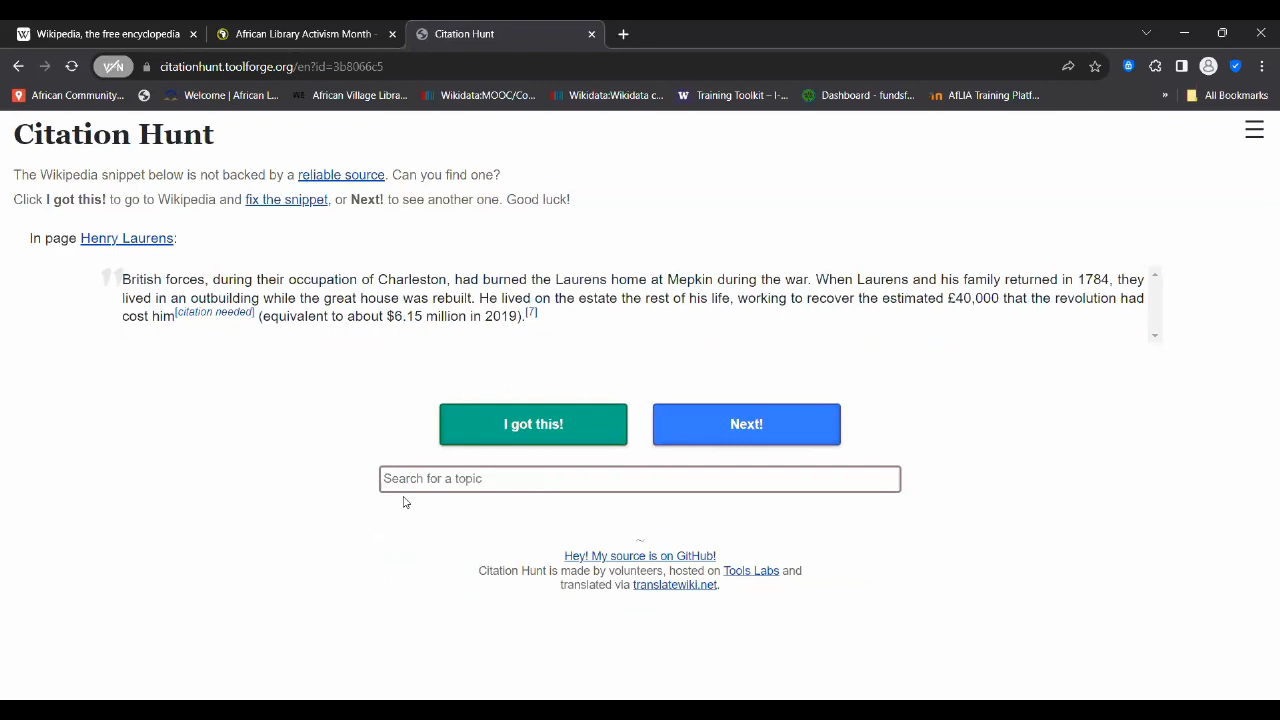 Wikipedia, the free encyclopedia
African Library Activism Month -
Citation Hunt
citationhunt.toolforge.org/en?id=3b8066c5
African Community...
Welcome | African L...
African Village Libra...
Wikidata:MOOC/Co...
Wikidata:Wikidata c...
Training Toolkit – I-...
Dashboard - fundsf...
AfLIA Training Platf...
»
All Bookmarks
Citation Hunt
The Wikipedia snippet below is not backed by a reliable source. Can you find one?
Click I got this! to go to Wikipedia and fix the snippet, or Next! to see another one. Good luck!
In page Henry Laurens:
British forces, during their occupation of Charleston, had burned the Laurens home at Mepkin during the war. When Laurens and his family returned in 1784, they
lived in an outbuilding while the great house was rebuilt. He lived on the estate the rest of his life, working to recover the estimated £40,000 that the revolution had
cost him[citation needed] (equivalent to about $6.15 million in 2019).[7]
I got this!
Next!
Search for a topic
~
Hey! My source is on GitHub!
Citation Hunt is made by volunteers, hosted on Tools Labs and
translated via translatewiki.net.